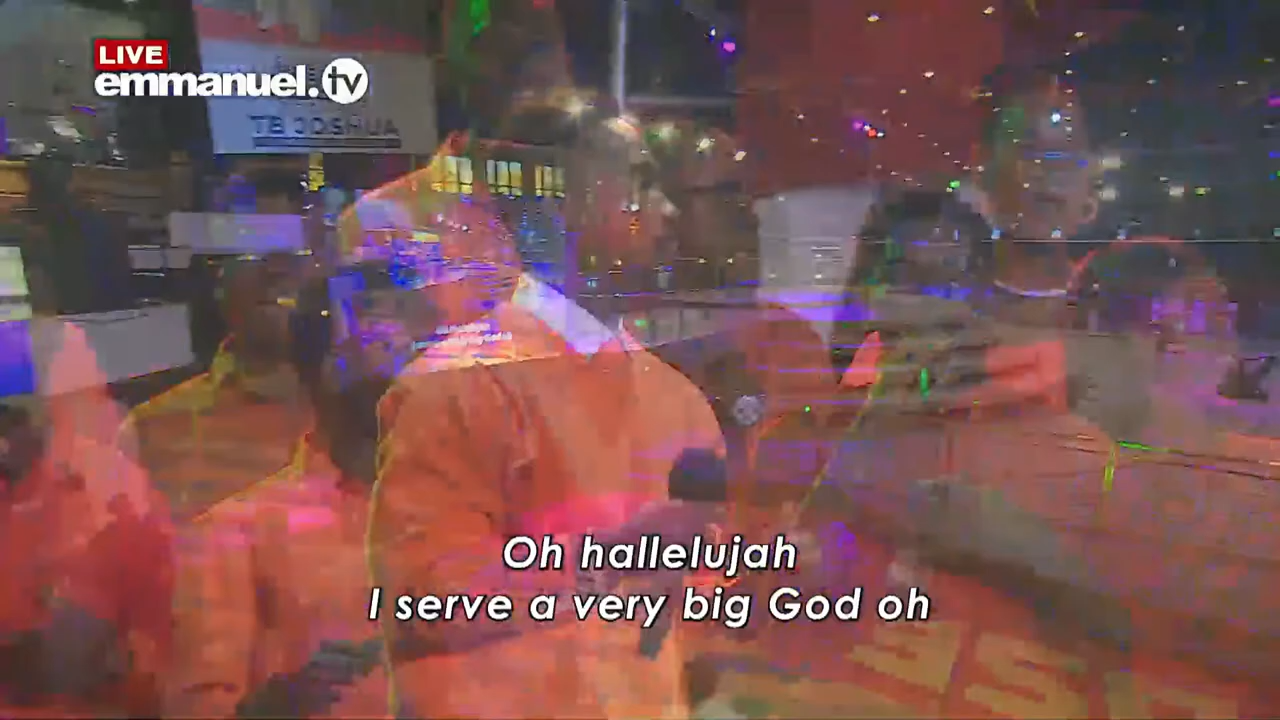 LIVE
emmanuel.tv
TB JOSHUA
Oh hallelujah
I serve a very big God oh